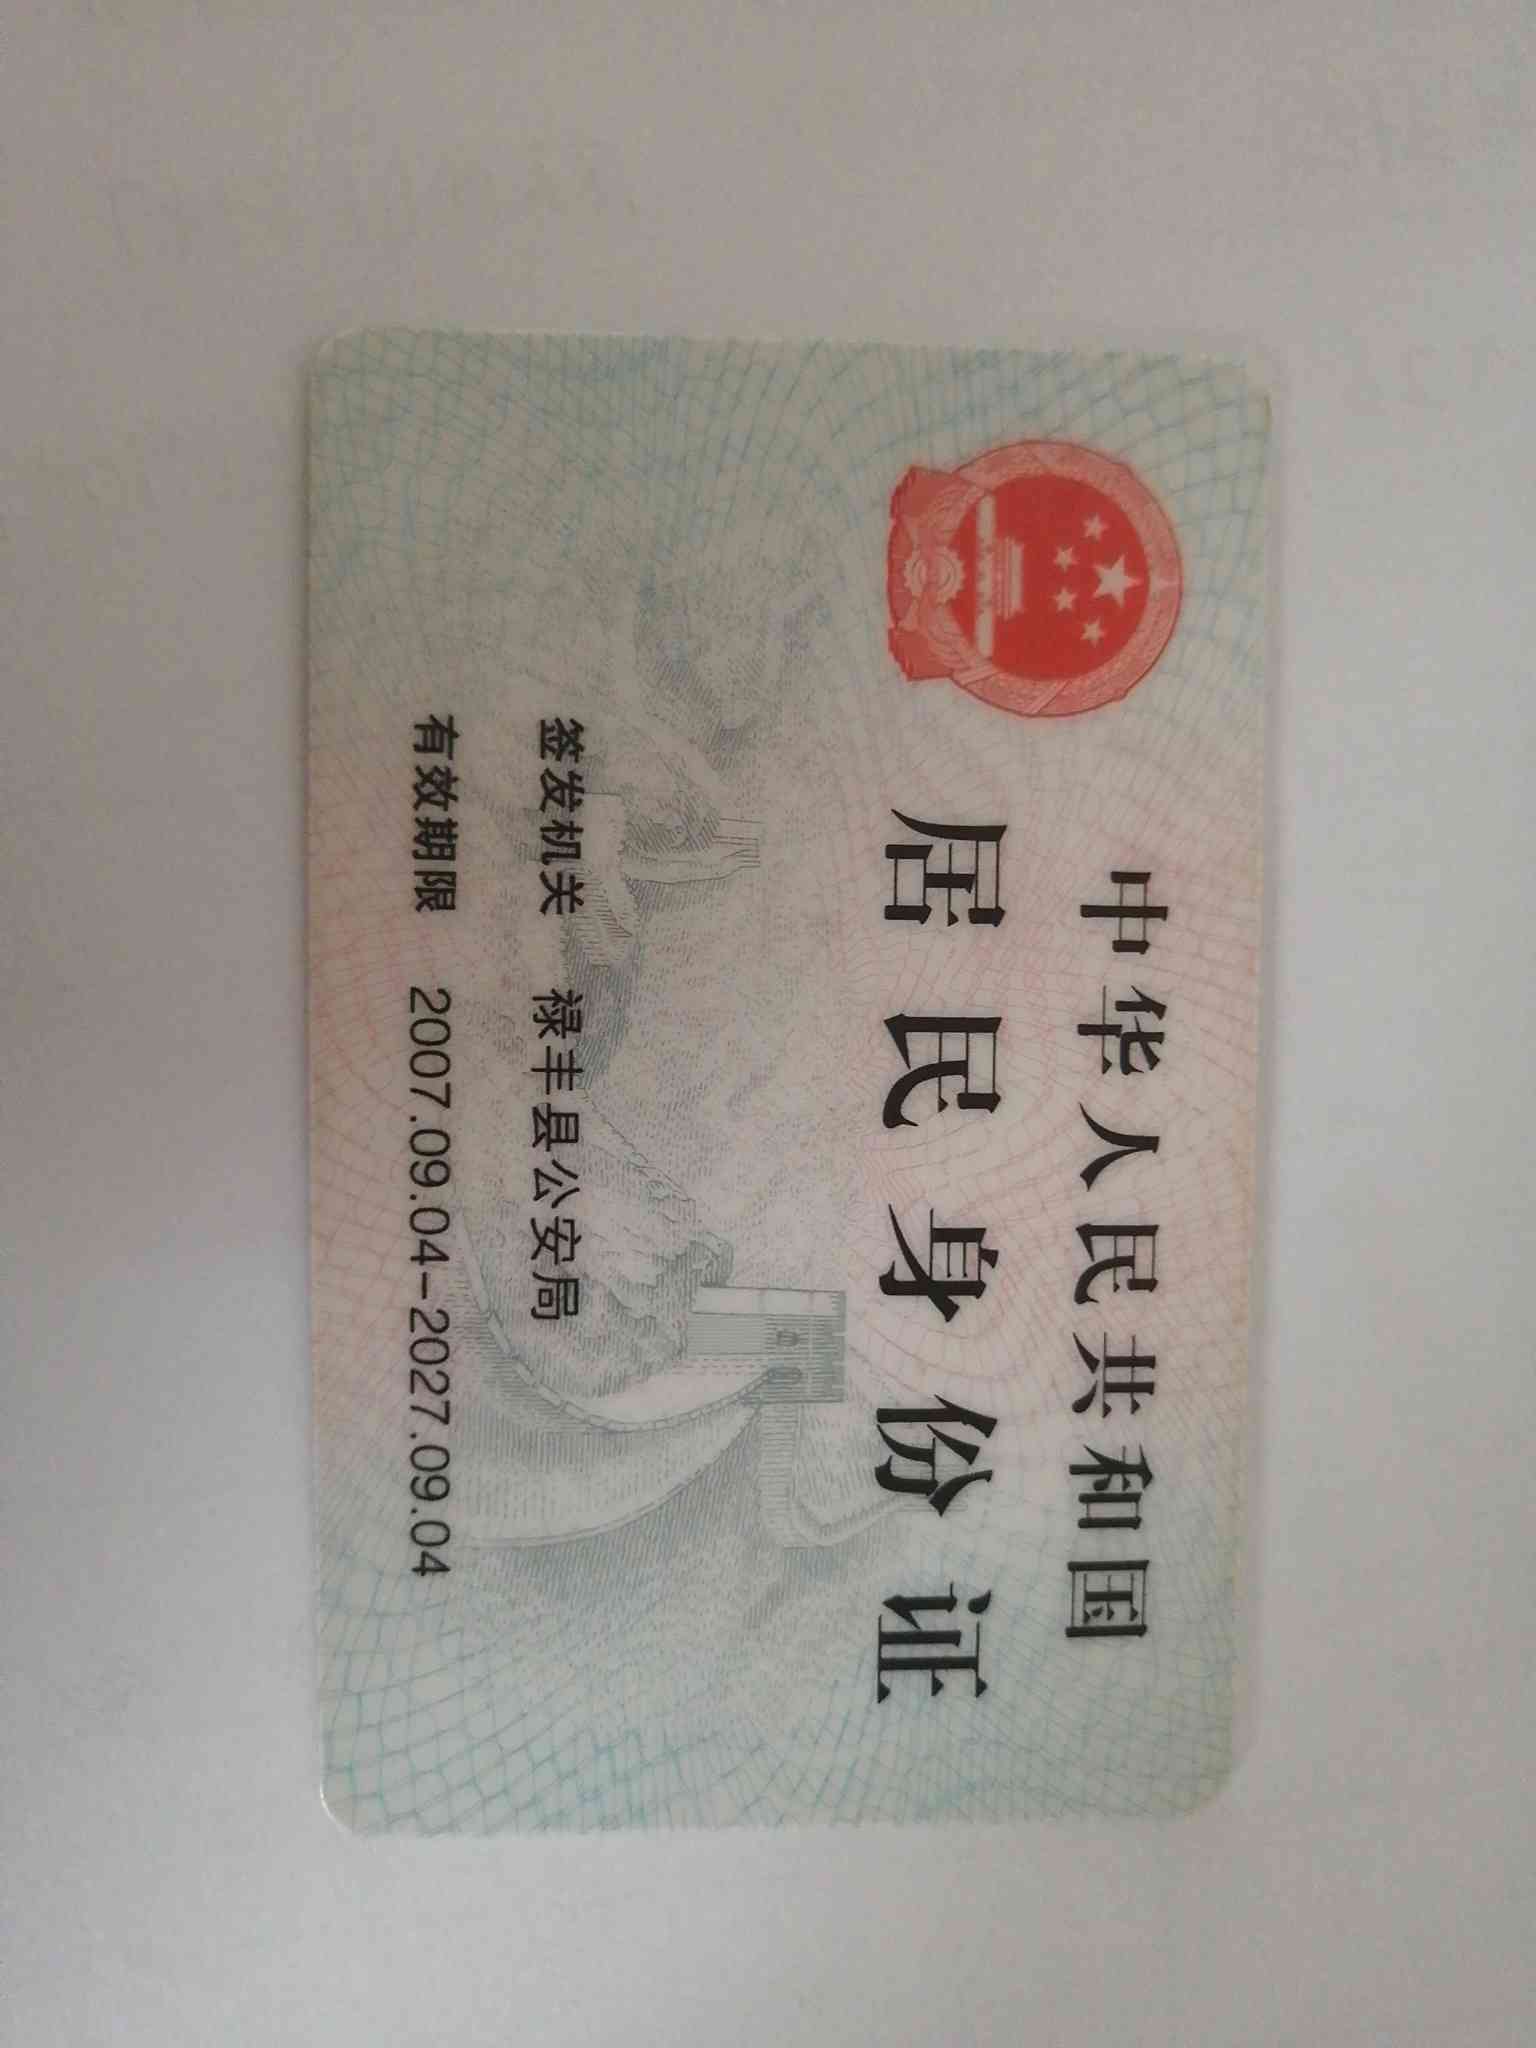 中华人民共和国
居民身份证
签发机关 禄丰县公安局
有效期限 2007.09.04-2027.09.04